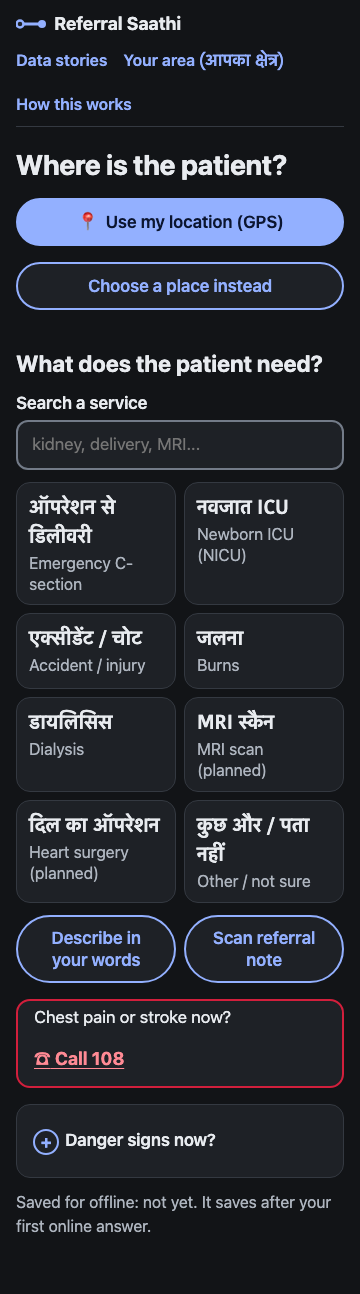 Referral Saathi
Data stories Your area (आपका क्षेत्र)
How this works
Where is the patient?
📍 Use my location (GPS)
Choose a place instead
What does the patient need?
Search a service
kidney, delivery, MRI...
ऑपरेशन से
डिलीवरी
Emergency C-
section
नवजात ICU
Newborn ICU
(NICU)
एक्सीडेंट / चोट
Accident / injury
जलना
Burns
डायलिसिस
Dialysis
MRI स्कैन
MRI scan
(planned)
दिल का ऑपरेशन
Heart surgery
(planned)
कुछ और / पता
नहीं
Other / not sure
Describe in
your words
Scan referral
note
Chest pain or stroke now?
☎ Call 108
Danger signs now?
Saved for offline: not yet. It saves after your
first online answer.